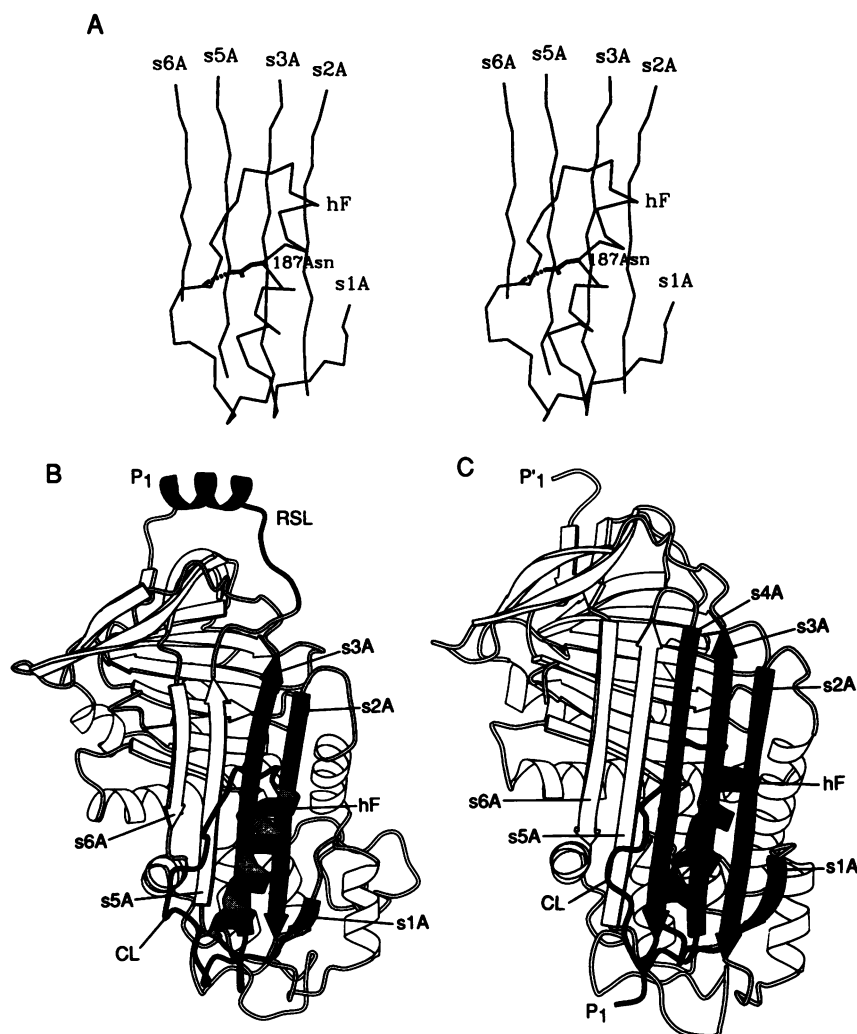 A
s6A s5A s3A s2A
hF
187Asn
s1A
s6A s5A s3A s2A
hF
187Asn
s1A
B
P1
RSL
s3A
s2A
hF
s6A
s5A
s1A
CL
C
P'1
s4A
s3A
s2A
hF
s6A
s5A
s1A
CL
P1